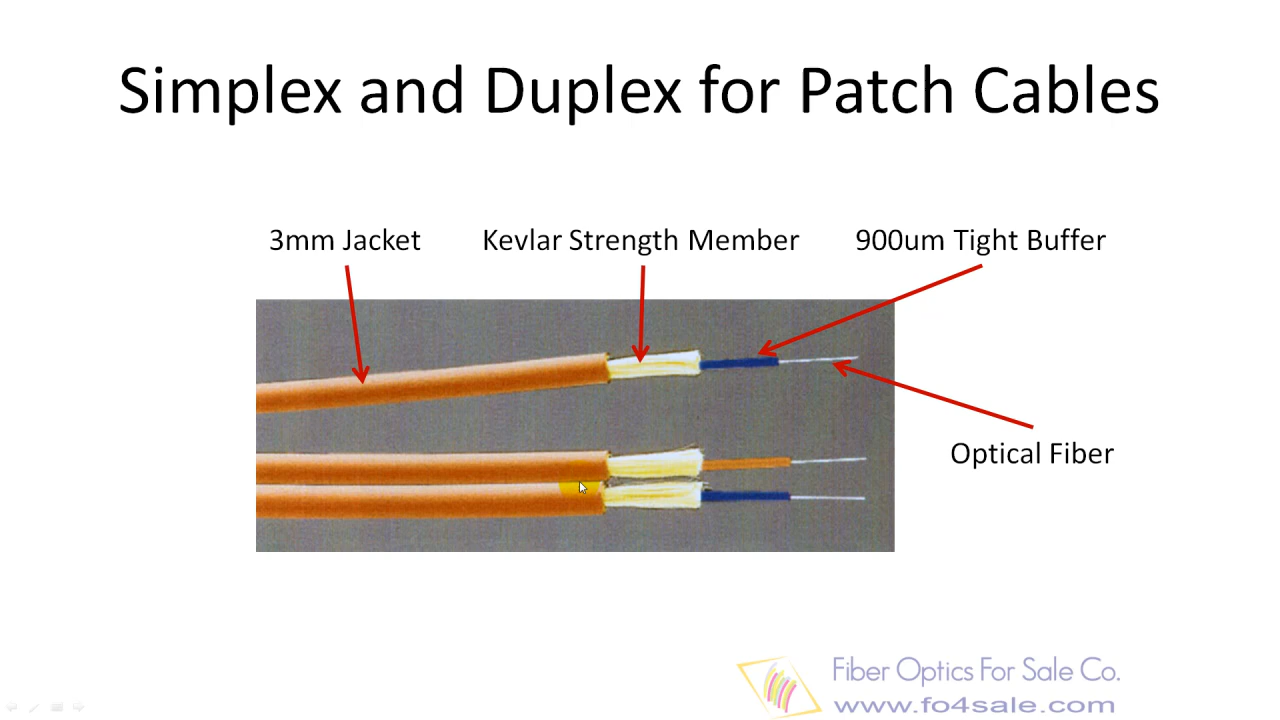 Simplex and Duplex for Patch Cables
3mm Jacket
Kevlar Strength Member
900um Tight Buffer
Optical Fiber
Fiber Optics For Sale Co.
www.fo4sale.com